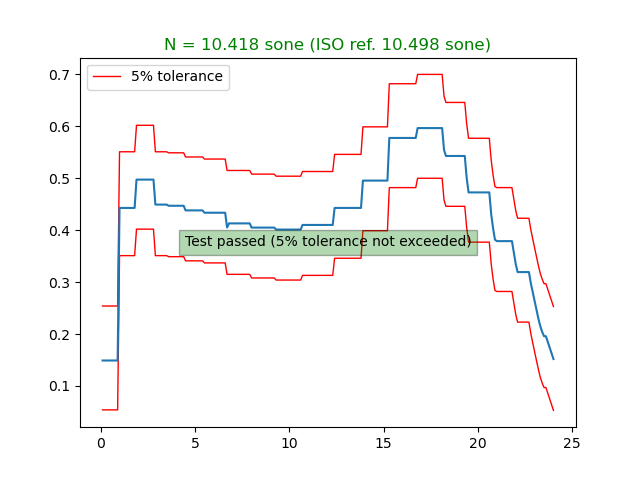 N = 10.418 sone (ISO ref. 10.498 sone)
5% tolerance
0.7
0.6
0.5
0.4
Test passed (5% tolerance not exceeded)
0.3
0.2
0.1
0 5 10 15 20 25